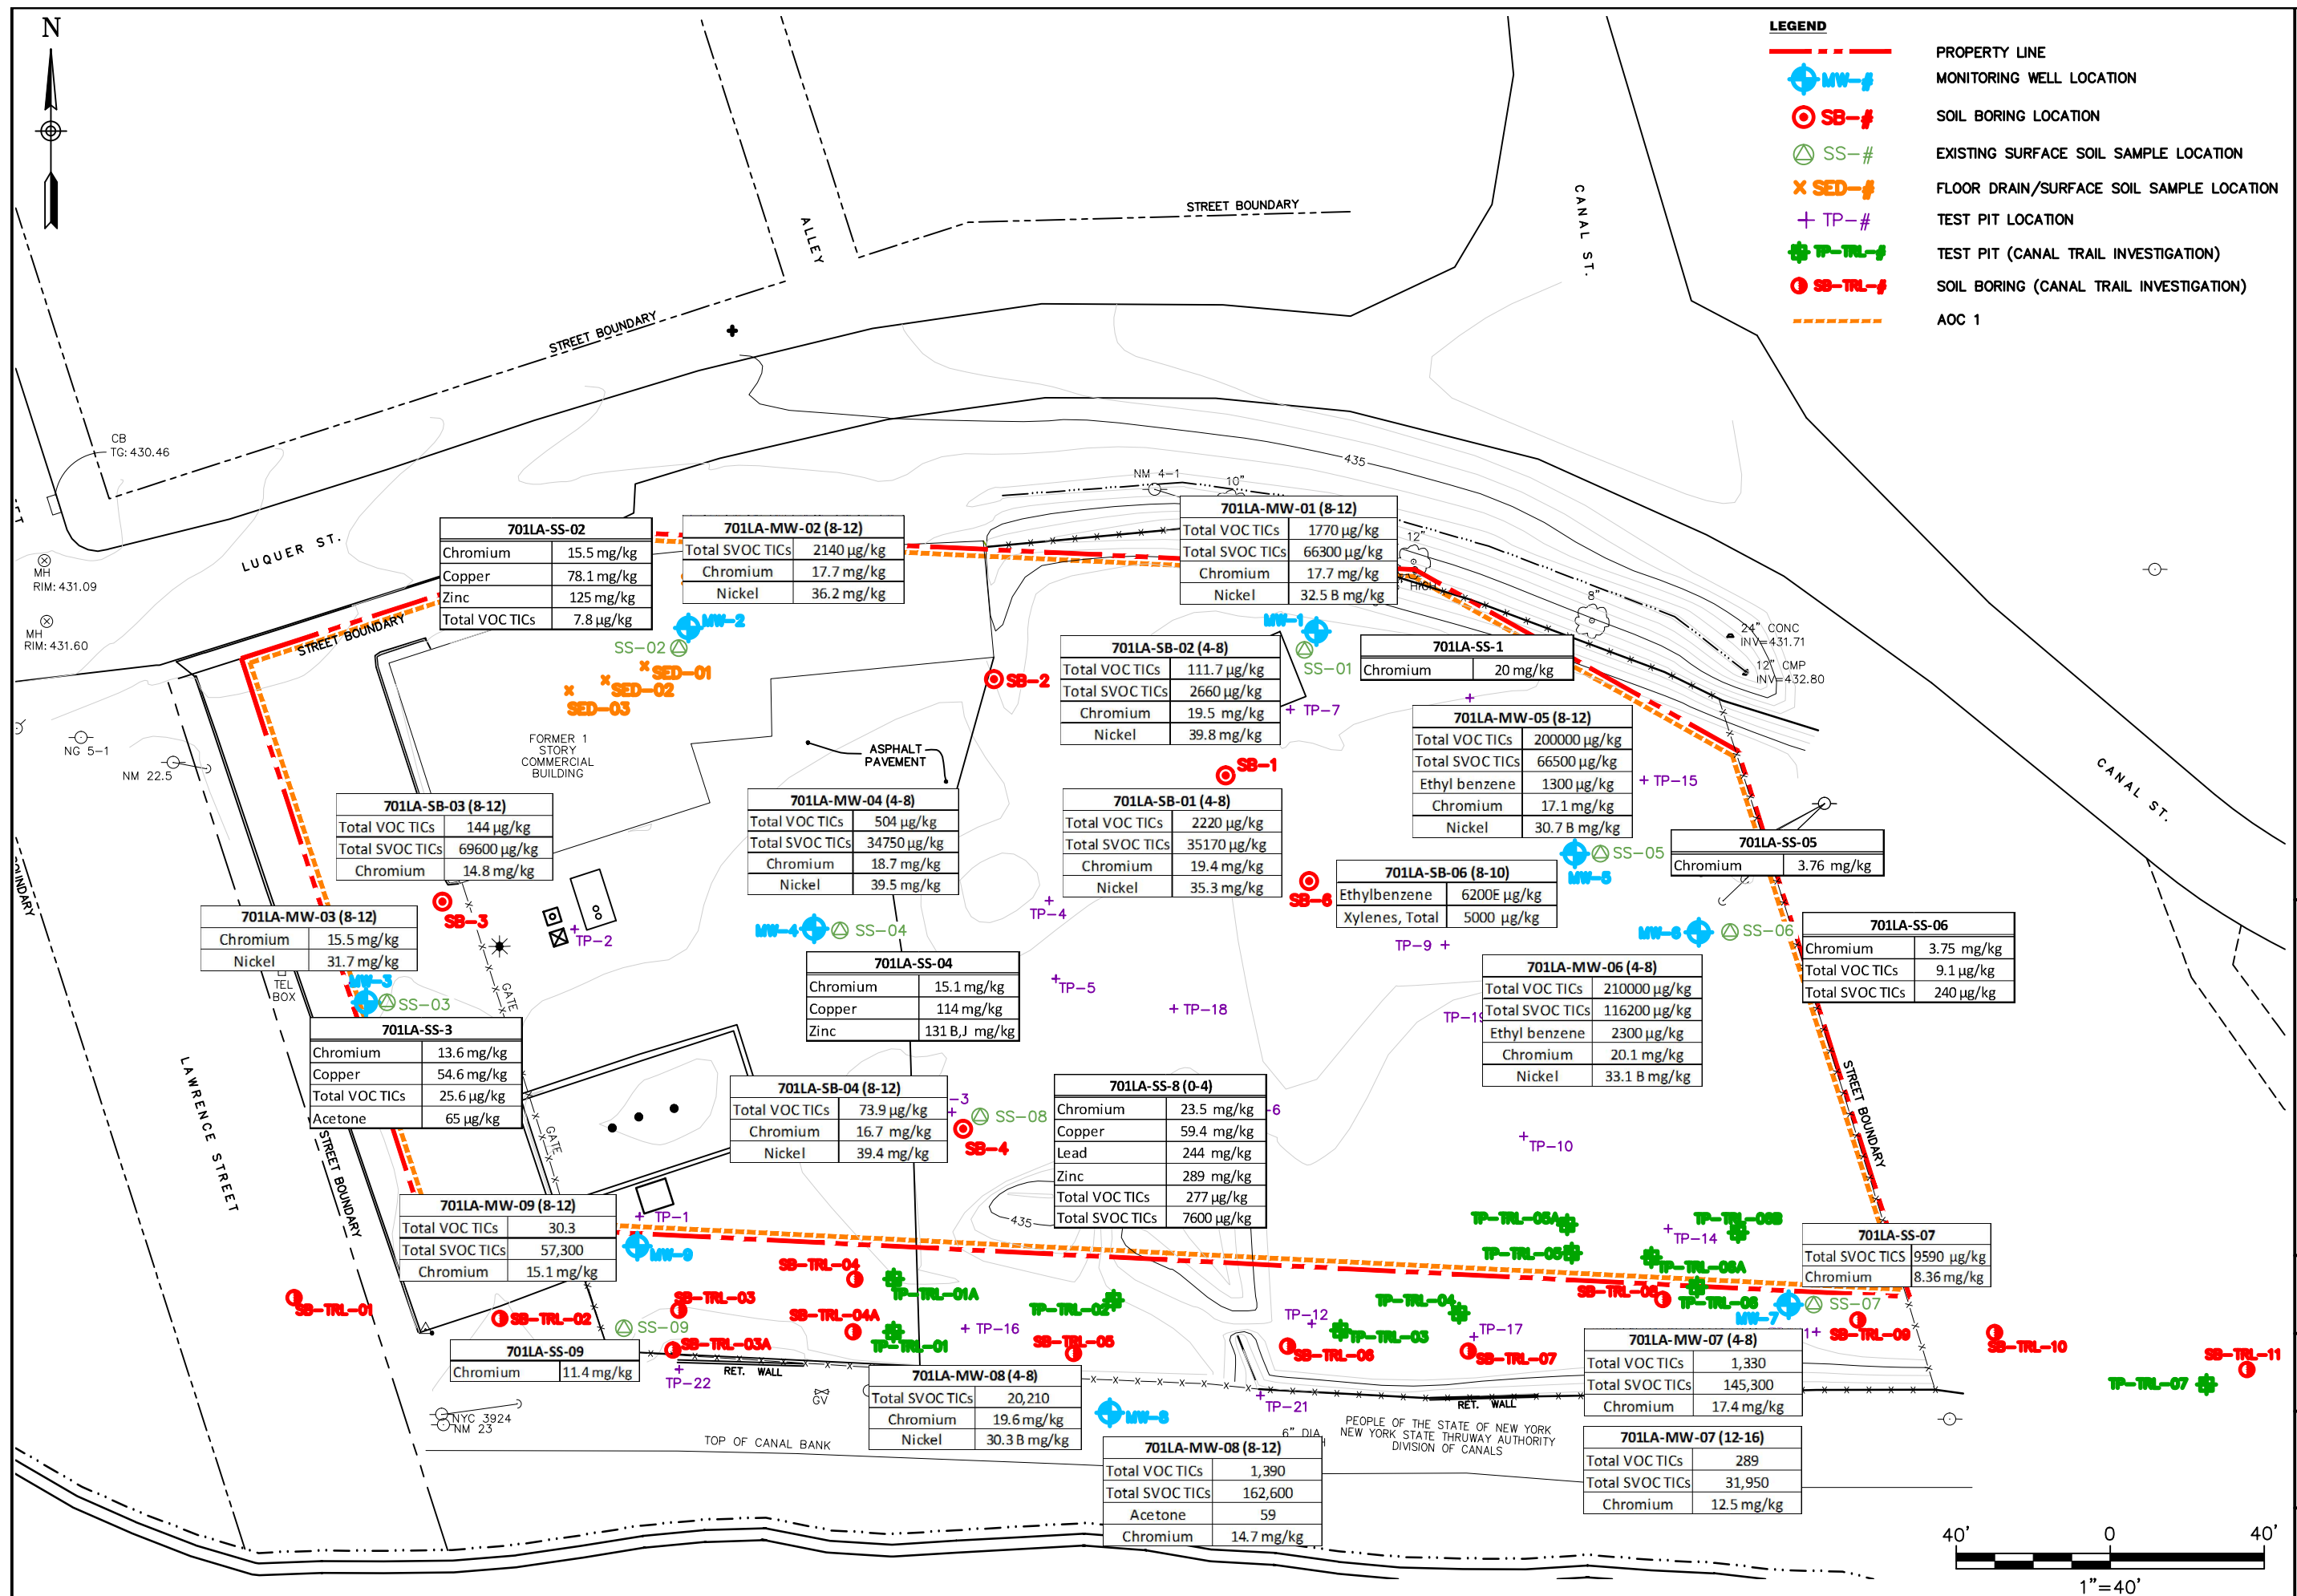 N
LEGEND
PROPERTY LINE
MW-# MONITORING WELL LOCATION
SB-# SOIL BORING LOCATION
SS-# EXISTING SURFACE SOIL SAMPLE LOCATION
SED-# FLOOR DRAIN/SURFACE SOIL SAMPLE LOCATION
TP-# TEST PIT LOCATION
TP-TRL-# TEST PIT (CANAL TRAIL INVESTIGATION)
SB-TRL-# SOIL BORING (CANAL TRAIL INVESTIGATION)
AOC 1
STREET BOUNDARY
ALLEY
CANAL ST.
STREET BOUNDARY
CB
TG: 430.46
435
NM 4-1
10"
LUQUER ST.
MH
RIM: 431.09
MH
RIM: 431.60
STREET BOUNDARY
701LA-SS-02
Chromium 15.5 mg/kg
Copper 78.1 mg/kg
Zinc 125 mg/kg
Total VOC TICs 7.8 µg/kg
701LA-MW-02 (8-12)
Total SVOC TICs 2140 µg/kg
Chromium 17.7 mg/kg
Nickel 36.2 mg/kg
701LA-MW-01 (8-12)
Total VOC TICs 1770 µg/kg
Total SVOC TICs 66300 µg/kg
Chromium 17.7 mg/kg
Nickel 32.5 B mg/kg
12"
HIGH
8"
24" CONC
INV=431.71
12" CMP
INV=432.80
MW-2
SS-02
SED-01
SED-02
SED-03
MW-1
SS-01
SB-2
701LA-SB-02 (4-8)
Total VOC TICs 111.7 µg/kg
Total SVOC TICs 2660 µg/kg
Chromium 19.5 mg/kg
Nickel 39.8 mg/kg
701LA-SS-1
Chromium 20 mg/kg
TP-7
NG 5-1
NM 22.5
FORMER 1
STORY
COMMERCIAL
BUILDING
ASPHALT
PAVEMENT
SB-1
701LA-MW-05 (8-12)
Total VOC TICs 200000 µg/kg
Total SVOC TICs 66500 µg/kg
Ethyl benzene 1300 µg/kg
Chromium 17.1 mg/kg
Nickel 30.7 B mg/kg
TP-15
CANAL ST.
701LA-SB-03 (8-12)
Total VOC TICs 144 µg/kg
Total SVOC TICs 69600 µg/kg
Chromium 14.8 mg/kg
701LA-MW-04 (4-8)
Total VOC TICs 504 µg/kg
Total SVOC TICs 34750 µg/kg
Chromium 18.7 mg/kg
Nickel 39.5 mg/kg
701LA-SB-01 (4-8)
Total VOC TICs 2220 µg/kg
Total SVOC TICs 35170 µg/kg
Chromium 19.4 mg/kg
Nickel 35.3 mg/kg
701LA-SS-05
Chromium 3.76 mg/kg
SS-05
MW-5
SB-6
701LA-SB-06 (8-10)
Ethylbenzene 6200E µg/kg
Xylenes, Total 5000 µg/kg
SB-3
701LA-MW-03 (8-12)
Chromium 15.5 mg/kg
Nickel 31.7 mg/kg
TP-2
MW-4
SS-04
TP-4
TP-9
MW-6
SS-06
701LA-SS-06
Chromium 3.75 mg/kg
Total VOC TICs 9.1 µg/kg
Total SVOC TICs 240 µg/kg
TEL
BOX
MW-3
SS-03
GATE
701LA-SS-04
Chromium 15.1 mg/kg
Copper 114 mg/kg
Zinc 131 B,J mg/kg
TP-5
TP-18
TP-19
701LA-MW-06 (4-8)
Total VOC TICs 210000 µg/kg
Total SVOC TICs 116200 µg/kg
Ethyl benzene 2300 µg/kg
Chromium 20.1 mg/kg
Nickel 33.1 B mg/kg
701LA-SS-3
Chromium 13.6 mg/kg
Copper 54.6 mg/kg
Total VOC TICs 25.6 µg/kg
Acetone 65 µg/kg
LAWRENCE STREET
STREET BOUNDARY
GATE
701LA-SB-04 (8-12)
Total VOC TICs 73.9 µg/kg
Chromium 16.7 mg/kg
Nickel 39.4 mg/kg
-3
SS-08
SB-4
701LA-SS-8 (0-4)
Chromium 23.5 mg/kg
Copper 59.4 mg/kg
Lead 244 mg/kg
Zinc 289 mg/kg
Total VOC TICs 277 µg/kg
Total SVOC TICs 7600 µg/kg
-6
TP-10
STREET BOUNDARY
435
701LA-MW-09 (8-12)
Total VOC TICs 30.3
Total SVOC TICs 57,300
Chromium 15.1 mg/kg
TP-1
MW-9
TP-TRL-05A
TP-TRL-05
TP-TRL-06B
TP-14
TP-TRL-06A
TP-TRL-06
701LA-SS-07
Total SVOC TICS 9590 µg/kg
Chromium 8.36 mg/kg
SB-TRL-01
SB-TRL-02
SB-TRL-03
SB-TRL-03A
SB-TRL-04
SB-TRL-04A
TP-TRL-01A
TP-TRL-01
TP-16
TP-TRL-02
SB-TRL-05
TP-12
TP-TRL-03
SB-TRL-06
TP-TRL-04
TP-17
SB-TRL-07
SB-TRL-08
MW-7
SS-07
SB-TRL-09
SB-TRL-10
SB-TRL-11
TP-TRL-07
SS-09
701LA-SS-09
Chromium 11.4 mg/kg
TP-22
RET. WALL
GV
701LA-MW-08 (4-8)
Total SVOC TICs 20,210
Chromium 19.6 mg/kg
Nickel 30.3 B mg/kg
MW-8
TP-21
6" DIA
RET. WALL
PEOPLE OF THE STATE OF NEW YORK
NEW YORK STATE THRUWAY AUTHORITY
DIVISION OF CANALS
701LA-MW-07 (4-8)
Total VOC TICs 1,330
Total SVOC TICs 145,300
Chromium 17.4 mg/kg
NYC 3924
NM 23
TOP OF CANAL BANK
701LA-MW-08 (8-12)
Total VOC TICs 1,390
Total SVOC TICs 162,600
Acetone 59
Chromium 14.7 mg/kg
701LA-MW-07 (12-16)
Total VOC TICs 289
Total SVOC TICs 31,950
Chromium 12.5 mg/kg
40' 0 40'
1"=40'